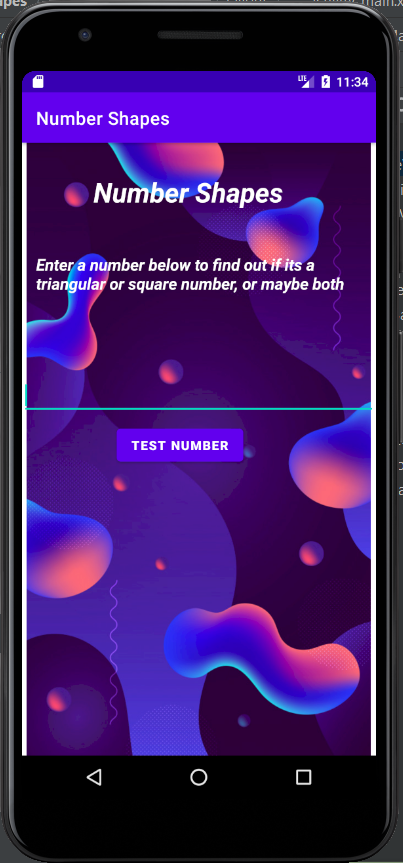 LTE 11:34
Number Shapes
Number Shapes
Enter a number below to find out if its a
triangular or square number, or maybe both
TEST NUMBER